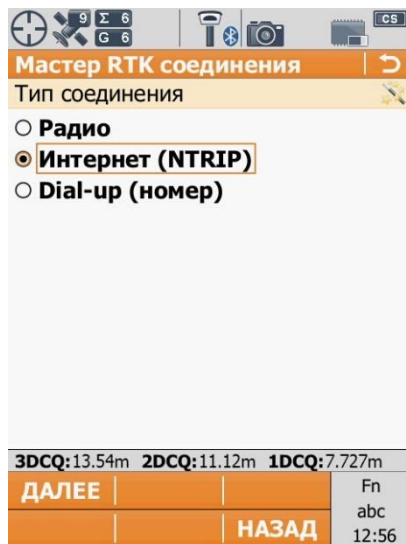 9 Σ 6 G 6 CS
Мастер RTK соединения
Тип соединения
Радио
Интернет (NTRIP)
Dial-up (номер)
3DCQ:13.54m 2DCQ:11.12m 1DCQ:7.727m
ДАЛЕЕ Fn
abc
НАЗАД 12:56